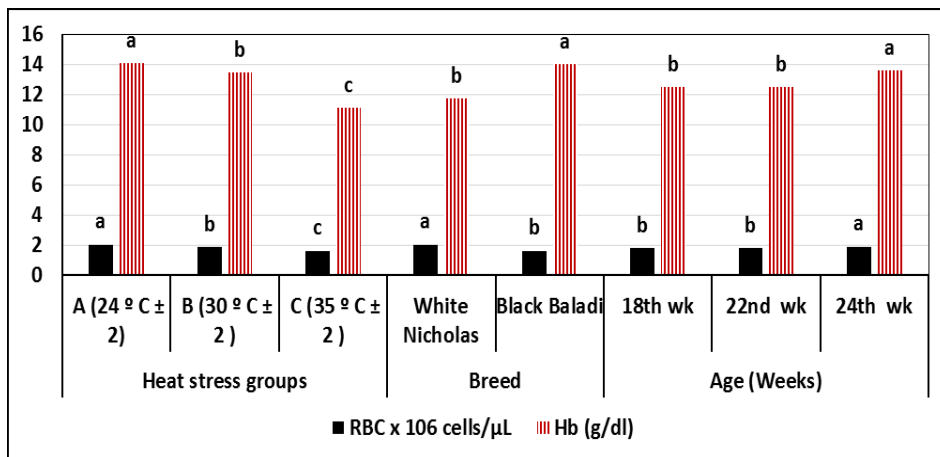 16
14
12
10
8
6
4
2
0
a
b
c
b
a
b
b
a
a
b
c
a
b
b
b
a
A (24 º C ± 2)
B (30 º C ± 2 )
C (35 º C ± 2 )
White Nicholas
Black Baladi
18th wk
22nd wk
24th wk
Heat stress groups
Breed
Age (Weeks)
RBC x 106 cells/µL
Hb (g/dl)